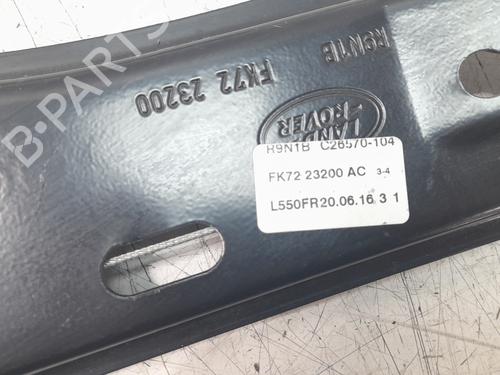 B-PARTS
R9N1B
FK72 23200
LAND
ROVER
R9N1B C26570-104
FK72 23200 AC 3-4
L550FR20.06.16 3 1